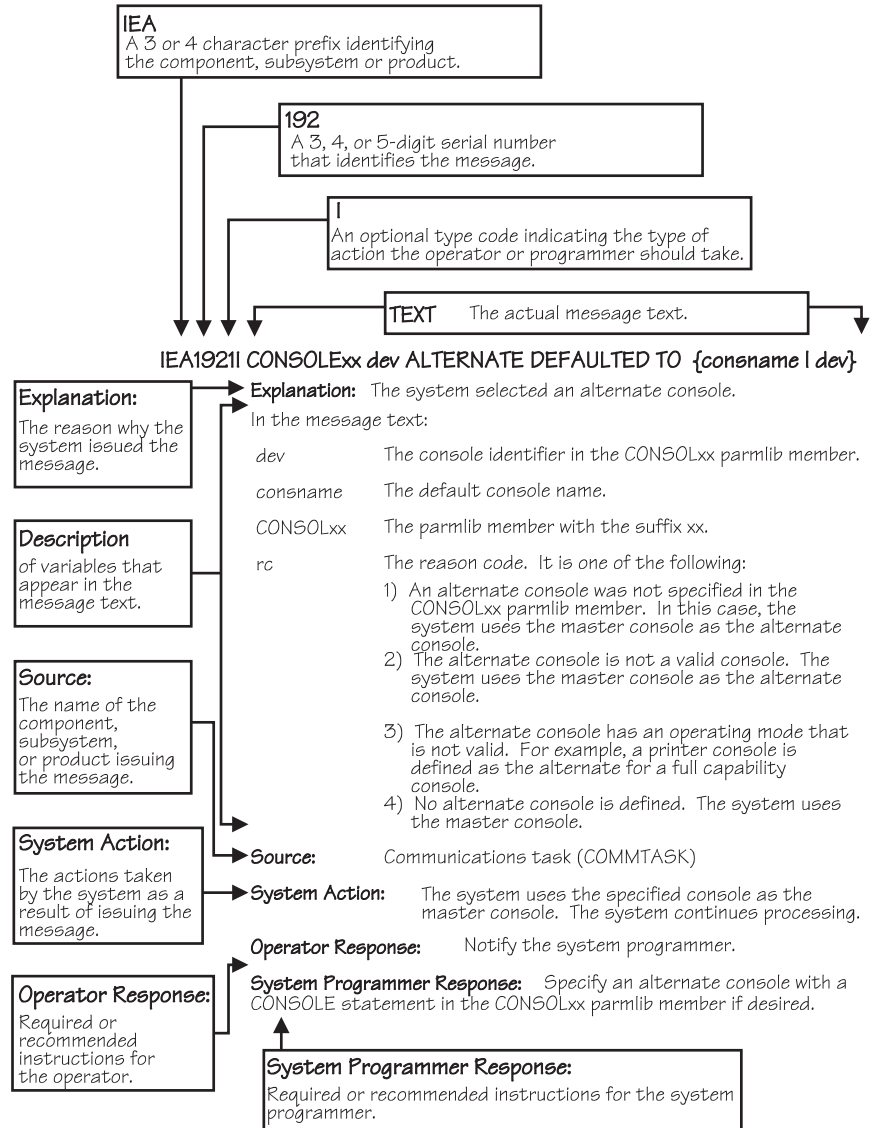 IEA
A 3 or 4 character prefix identifying
the component, subsystem or product.
192
A 3, 4, or 5-digit serial number
that identifies the message.
I
An optional type code indicating the type of
action the operator or programmer should take.
TEXT The actual message text.
IEA1921I CONSOLExx dev ALTERNATE DEFAULTED TO {consname | dev}
Explanation:
The reason why the
system issued the
message.
Explanation: The system selected an alternate console.
In the message text:
dev The console identifier in the CONSOLxx parmlib member.
consname The default console name.
CONSOLxx The parmlib member with the suffix xx.
rc The reason code. It is one of the following:
1) An alternate console was not specified in the
CONSOLxx parmlib member. In this case, the
system uses the master console as the alternate
console.
2) The alternate console is not a valid console. The
system uses the master console as the alternate
console.
3) The alternate console has an operating mode that
is not valid. For example, a printer console is
defined as the alternate for a full capability
console.
4) No alternate console is defined. The system uses
the master console.
Description
of variables that
appear in the
message text.
Source:
The name of the
component,
subsystem,
or product issuing
the message.
Source: Communications task (COMMTASK)
System Action:
The actions taken
by the system as a
result of issuing the
message.
System Action: The system uses the specified console as the
master console. The system continues processing.
Operator Response: Notify the system programmer.
System Programmer Response: Specify an alternate console with a
CONSOLE statement in the CONSOLxx parmlib member if desired.
Operator Response:
Required or
recommended
instructions for
the operator.
System Programmer Response:
Required or recommended instructions for the system
programmer.